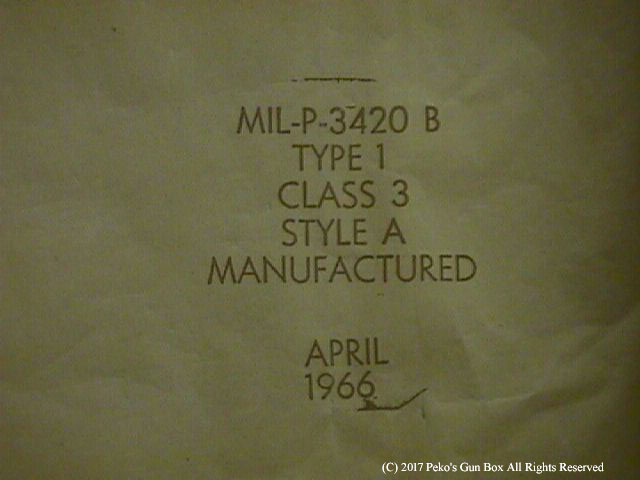 MIL-P-3420 B
TYPE 1
CLASS 3
STYLE A
MANUFACTURED
APRIL
1966
(C) 2017 Peko's Gun Box All Rights Reserved